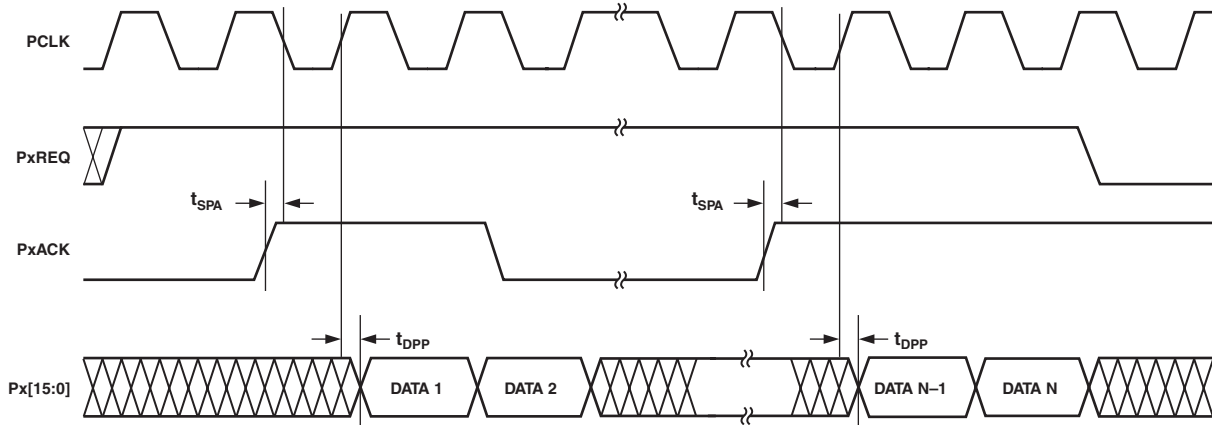 PCLK
PxREQ
tSPA
tSPA
PxACK
tDPP
tDPP
Px[15:0]
DATA 1
DATA 2
DATA N–1
DATA N